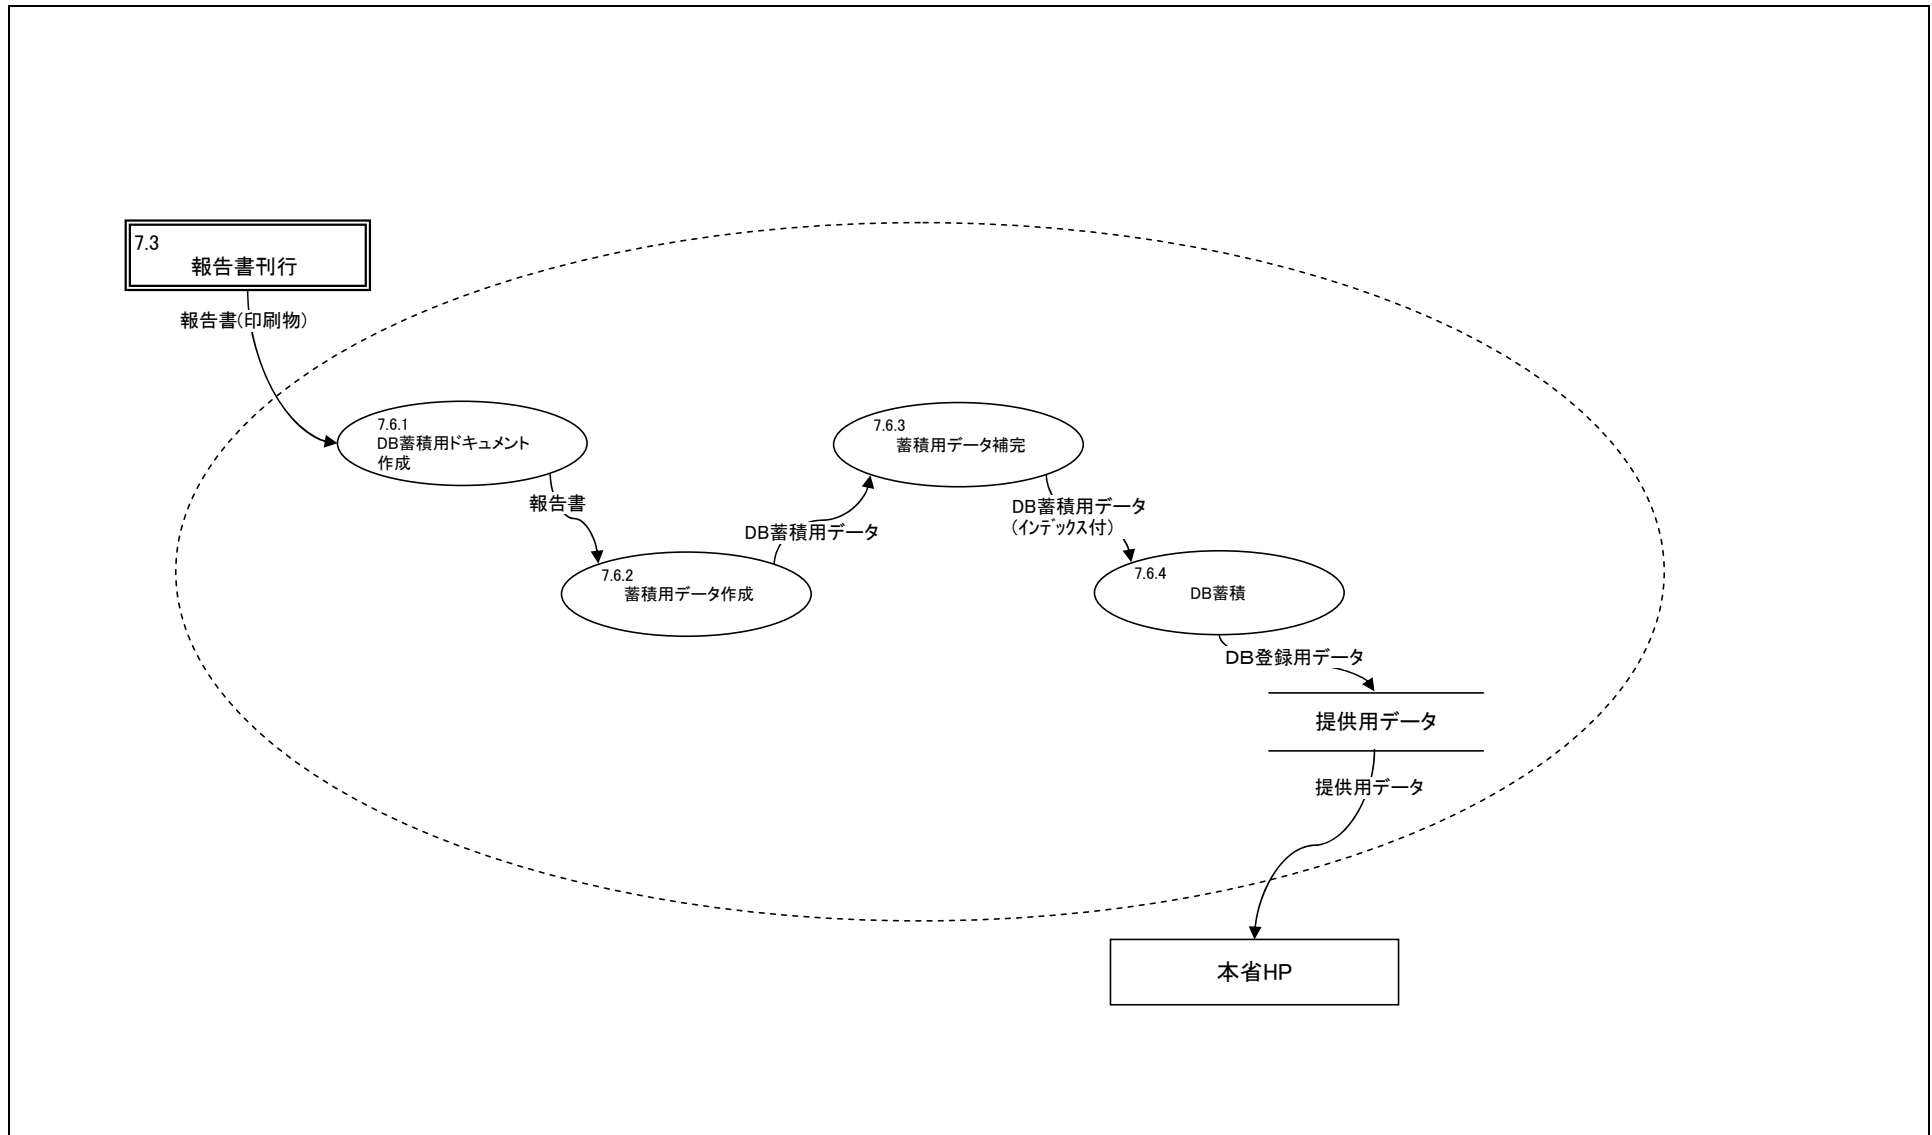 7.3
報告書刊行
報告書(印刷物)
7.6.1
DB蓄積用ドキュメント
作成
報告書
7.6.2
蓄積用データ作成
DB蓄積用データ
7.6.3
蓄積用データ補完
DB蓄積用データ
(ｲﾝﾃﾞｯｸｽ付)
7.6.4
DB蓄積
DB登録用データ
提供用データ
提供用データ
本省HP